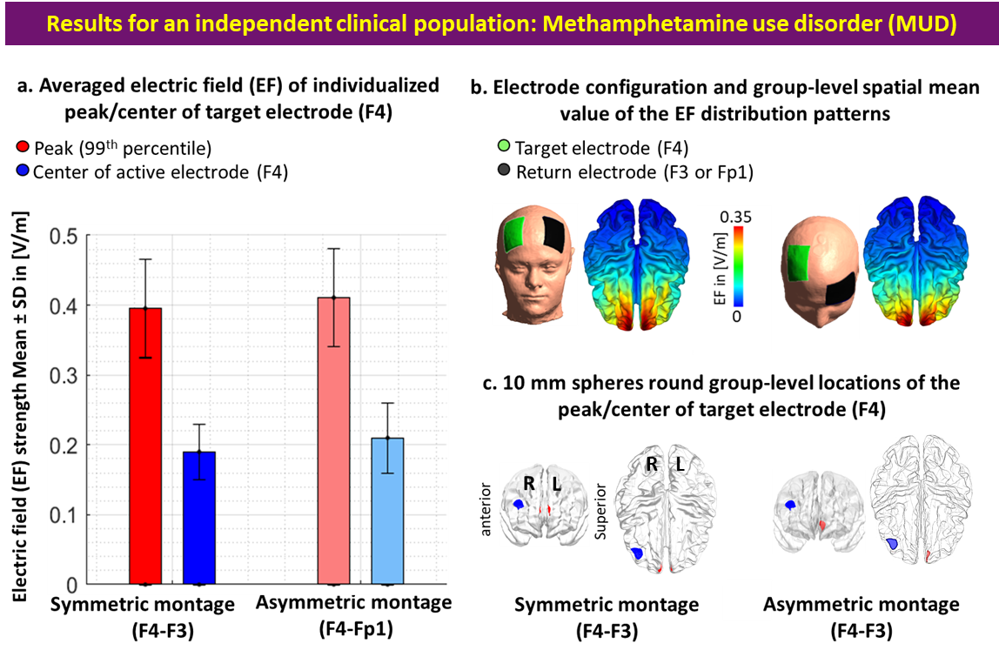 Results for an independent clinical population: Methamphetamine use disorder (MUD)
a. Averaged electric field (EF) of individualized
peak/center of target electrode (F4)
Peak (99th percentile)
Center of active electrode (F4)
Electric field (EF) strength Mean ± SD in [V/m]
0.5
0.4
0.3
0.2
0.1
0
Symmetric montage
(F4-F3)
Asymmetric montage
(F4-Fp1)
b. Electrode configuration and group-level spatial mean
value of the EF distribution patterns
Target electrode (F4)
Return electrode (F3 or Fp1)
0.35
EF in [V/m]
0
c. 10 mm spheres round group-level locations of the
peak/center of target electrode (F4)
anterior
R L
Superior
R L
Symmetric montage
(F4-F3)
Asymmetric montage
(F4-F3)